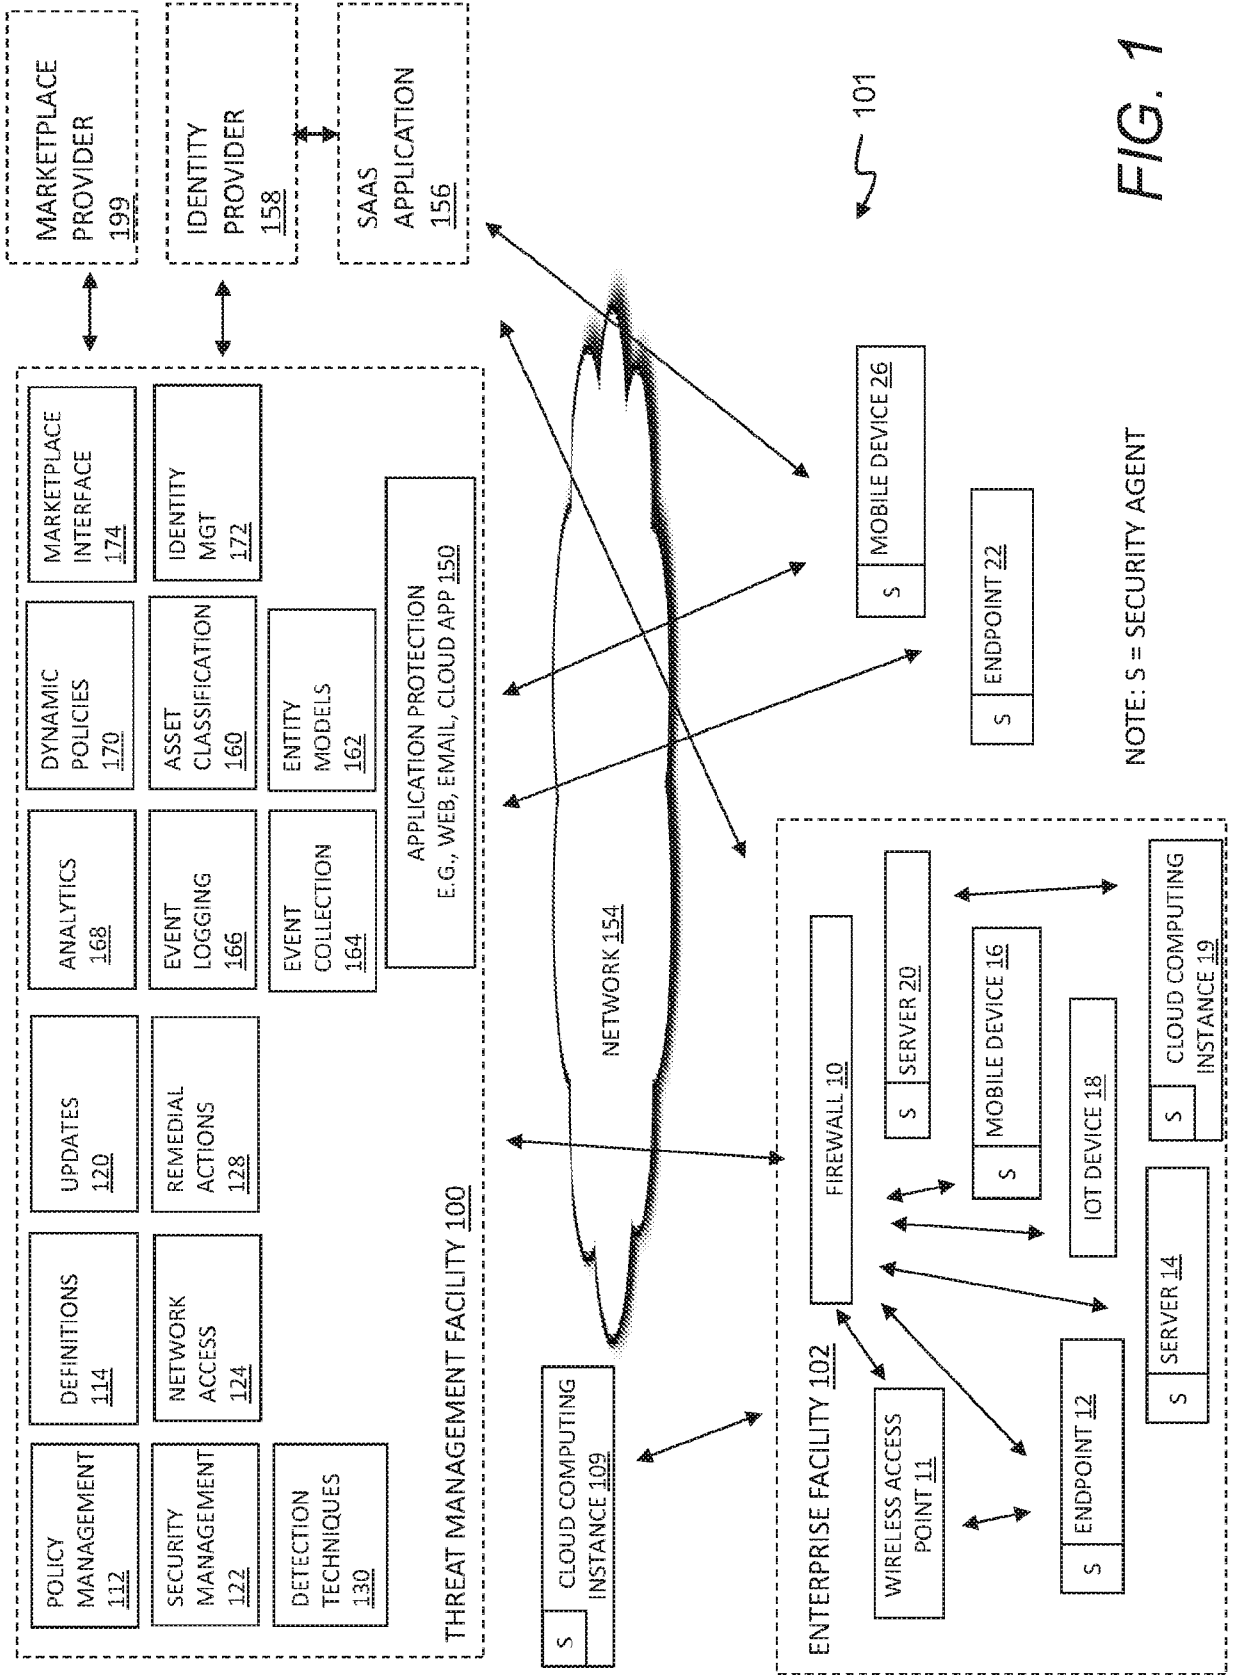 POLICY
MANAGEMENT
112
DEFINITIONS
114
UPDATES
120
ANALYTICS
168
DYNAMIC
POLICIES
170
MARKETPLACE
INTERFACE
174
MARKETPLACE
PROVIDER
199
SECURITY
MANAGEMENT
122
NETWORK
ACCESS
124
REMEDIAL
ACTIONS
128
EVENT
LOGGING
166
ASSET
CLASSIFICATION
160
IDENTITY
MGT
172
IDENTITY
PROVIDER
158
DETECTION
TECHNIQUES
130
EVENT
COLLECTION
164
ENTITY
MODELS
162
SAAS
APPLICATION
156
APPLICATION PROTECTION
E.G., WEB, EMAIL, CLOUD APP 150
THREAT MANAGEMENT FACILITY 100
S
CLOUD COMPUTING
INSTANCE 109
NETWORK 154
101
ENTERPRISE FACILITY 102
FIREWALL 10
WIRELESS ACCESS
POINT 11
S
SERVER 20
S
MOBILE DEVICE 16
IOT DEVICE 18
S
ENDPOINT 12
S
SERVER 14
S
CLOUD COMPUTING
INSTANCE 19
S
MOBILE DEVICE 26
S
ENDPOINT 22
NOTE: S = SECURITY AGENT
FIG. 1